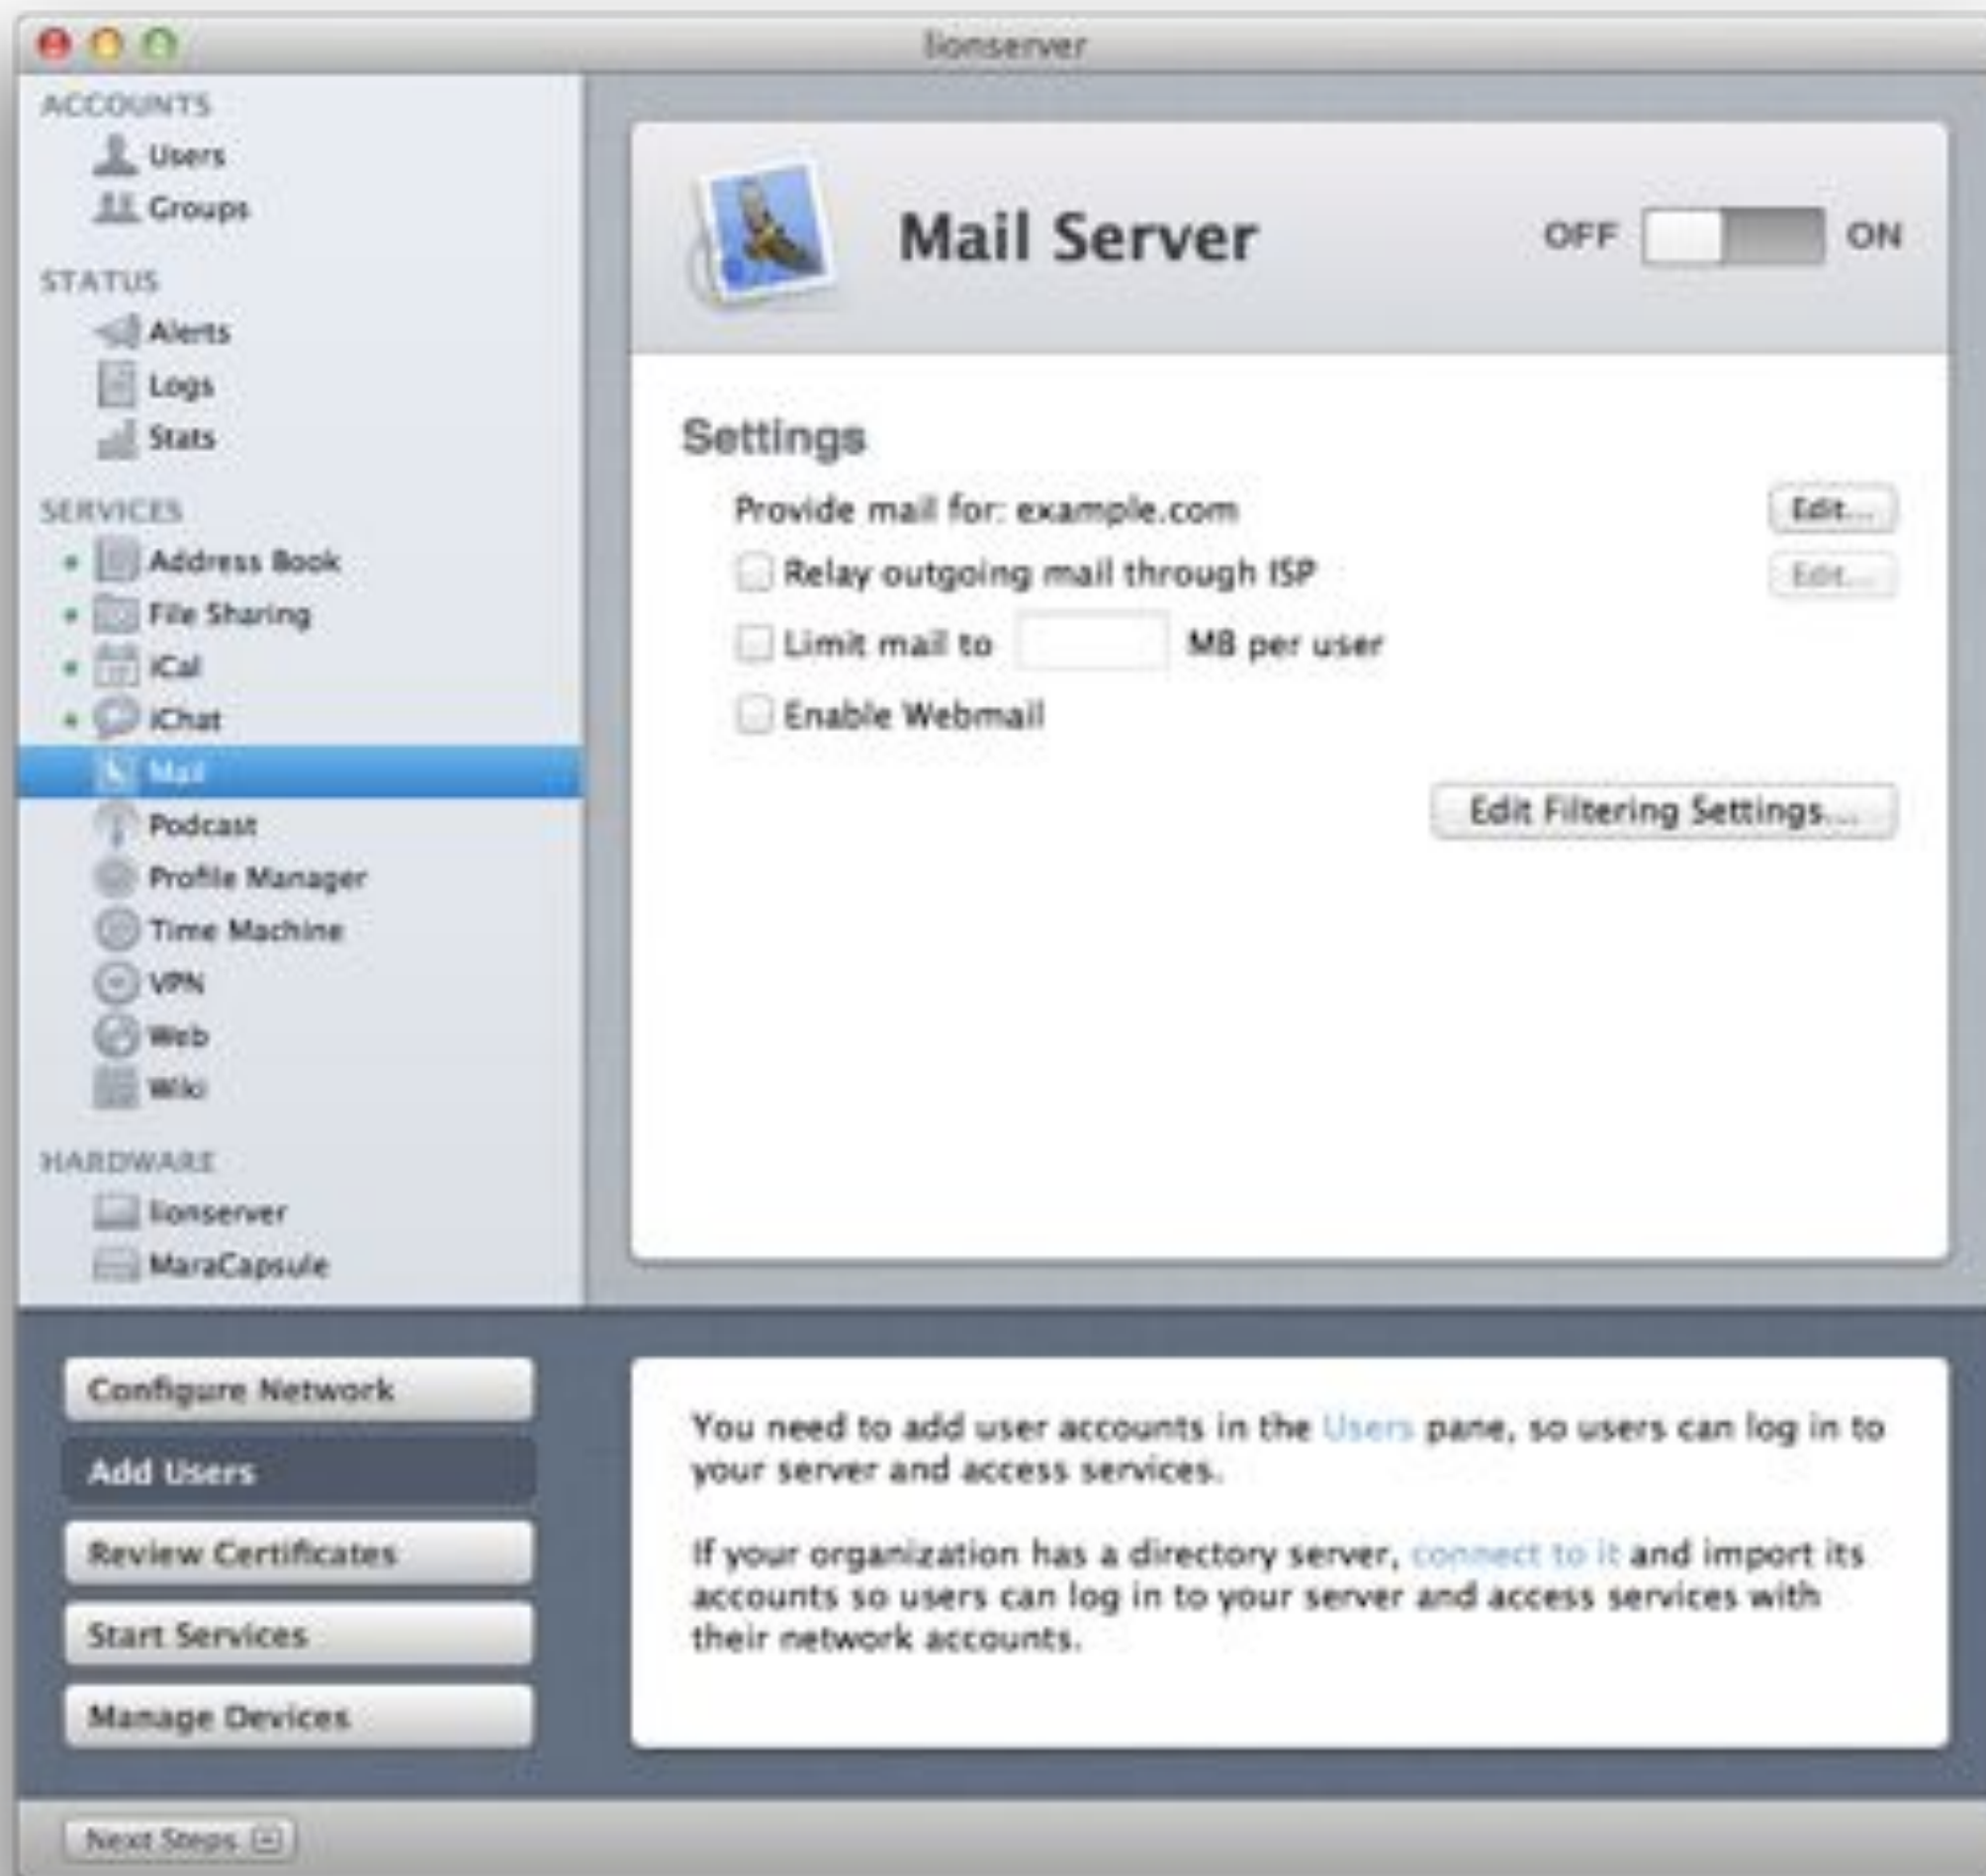 lionserver
ACCOUNTS
Users
Groups
STATUS
Alerts
Logs
Stats
SERVICES
Address Book
File Sharing
iCal
iChat
Mail
Podcast
Profile Manager
Time Machine
VPN
Web
Wiki
HARDWARE
lionserver
MaraCapsule
Mail Server
OFF ON
Settings
Provide mail for: example.com Edit...
Relay outgoing mail through ISP Edit...
Limit mail to MB per user
Enable Webmail
Edit Filtering Settings...
Configure Network
Add Users
Review Certificates
Start Services
Manage Devices
You need to add user accounts in the Users pane, so users can log in to
your server and access services.
If your organization has a directory server, connect to it and import its
accounts so users can log in to your server and access services with
their network accounts.
Next Steps